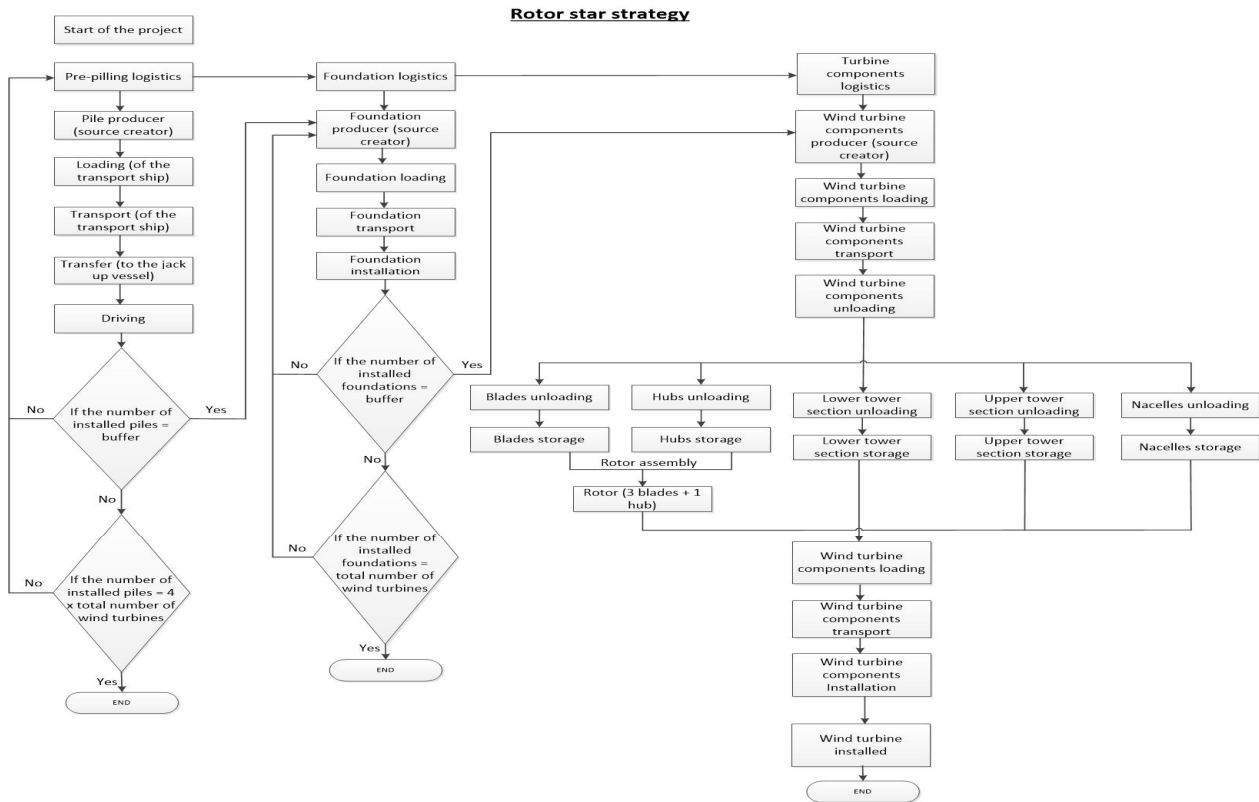 Rotor star strategy
Start of the project
Pre-pilling logistics
Pile producer
(source creator)
Loading (of the
transport ship)
Transport (of the
transport ship)
Transfer (to the jack
up vessel)
Driving
If the number of
installed piles =
buffer
No
Yes
No
If the number of
installed piles = 4
x total number of
wind turbines
No
Yes
END
Foundation logistics
Foundation
producer (source
creator)
Foundation loading
Foundation
transport
Foundation
installation
If the number of
installed
foundations =
buffer
No
Yes
No
If the number of
installed
foundations =
total number of
wind turbines
No
Yes
END
Turbine
components
logistics
Wind turbine
components
producer (source
creator)
Wind turbine
components loading
Wind turbine
components
transport
Wind turbine
components
unloading
Blades unloading
Hubs unloading
Lower tower
section unloading
Upper tower
section unloading
Nacelles unloading
Blades storage
Hubs storage
Lower tower
section storage
Upper tower
section storage
Nacelles storage
Rotor assembly
Rotor (3 blades + 1
hub)
Wind turbine
components loading
Wind turbine
components
transport
Wind turbine
components
Installation
Wind turbine
installed
END